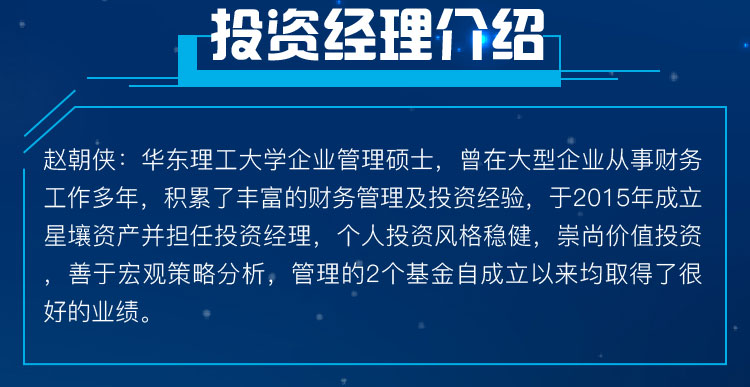 投资经理介绍
赵朝侠：华东理工大学企业管理硕士，曾在大型企业从事财务
工作多年，积累了丰富的财务管理及投资经验，于2015年成立
星壤资产并担任投资经理，个人投资风格稳健，崇尚价值投资
，善于宏观策略分析，管理的2个基金自成立以来均取得了很
好的业绩。